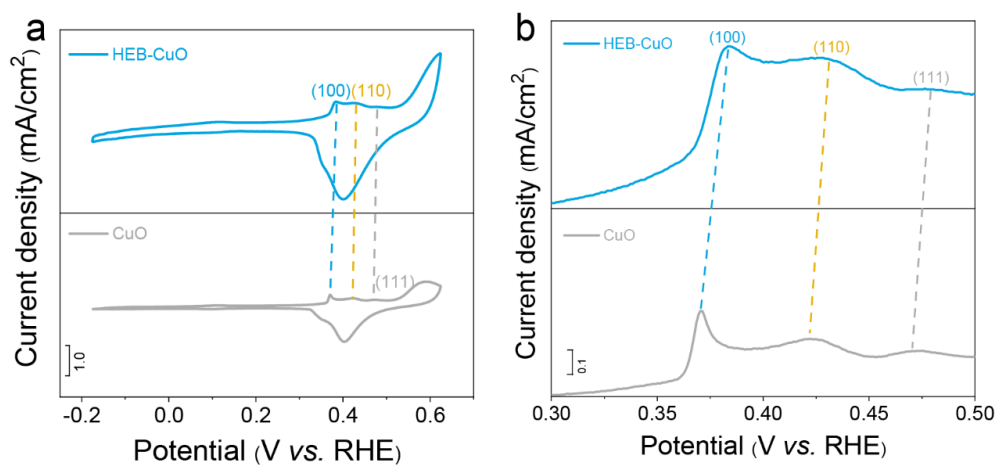 a
HEB-CuO
(100) (110)
CuO
(111)
1.0
Current density (mA/cm²)
-0.2 0.0 0.2 0.4 0.6
Potential (V vs. RHE)
b
HEB-CuO
(100)
(110)
(111)
CuO
0.1
Current density (mA/cm²)
0.30 0.35 0.40 0.45 0.50
Potential (V vs. RHE)